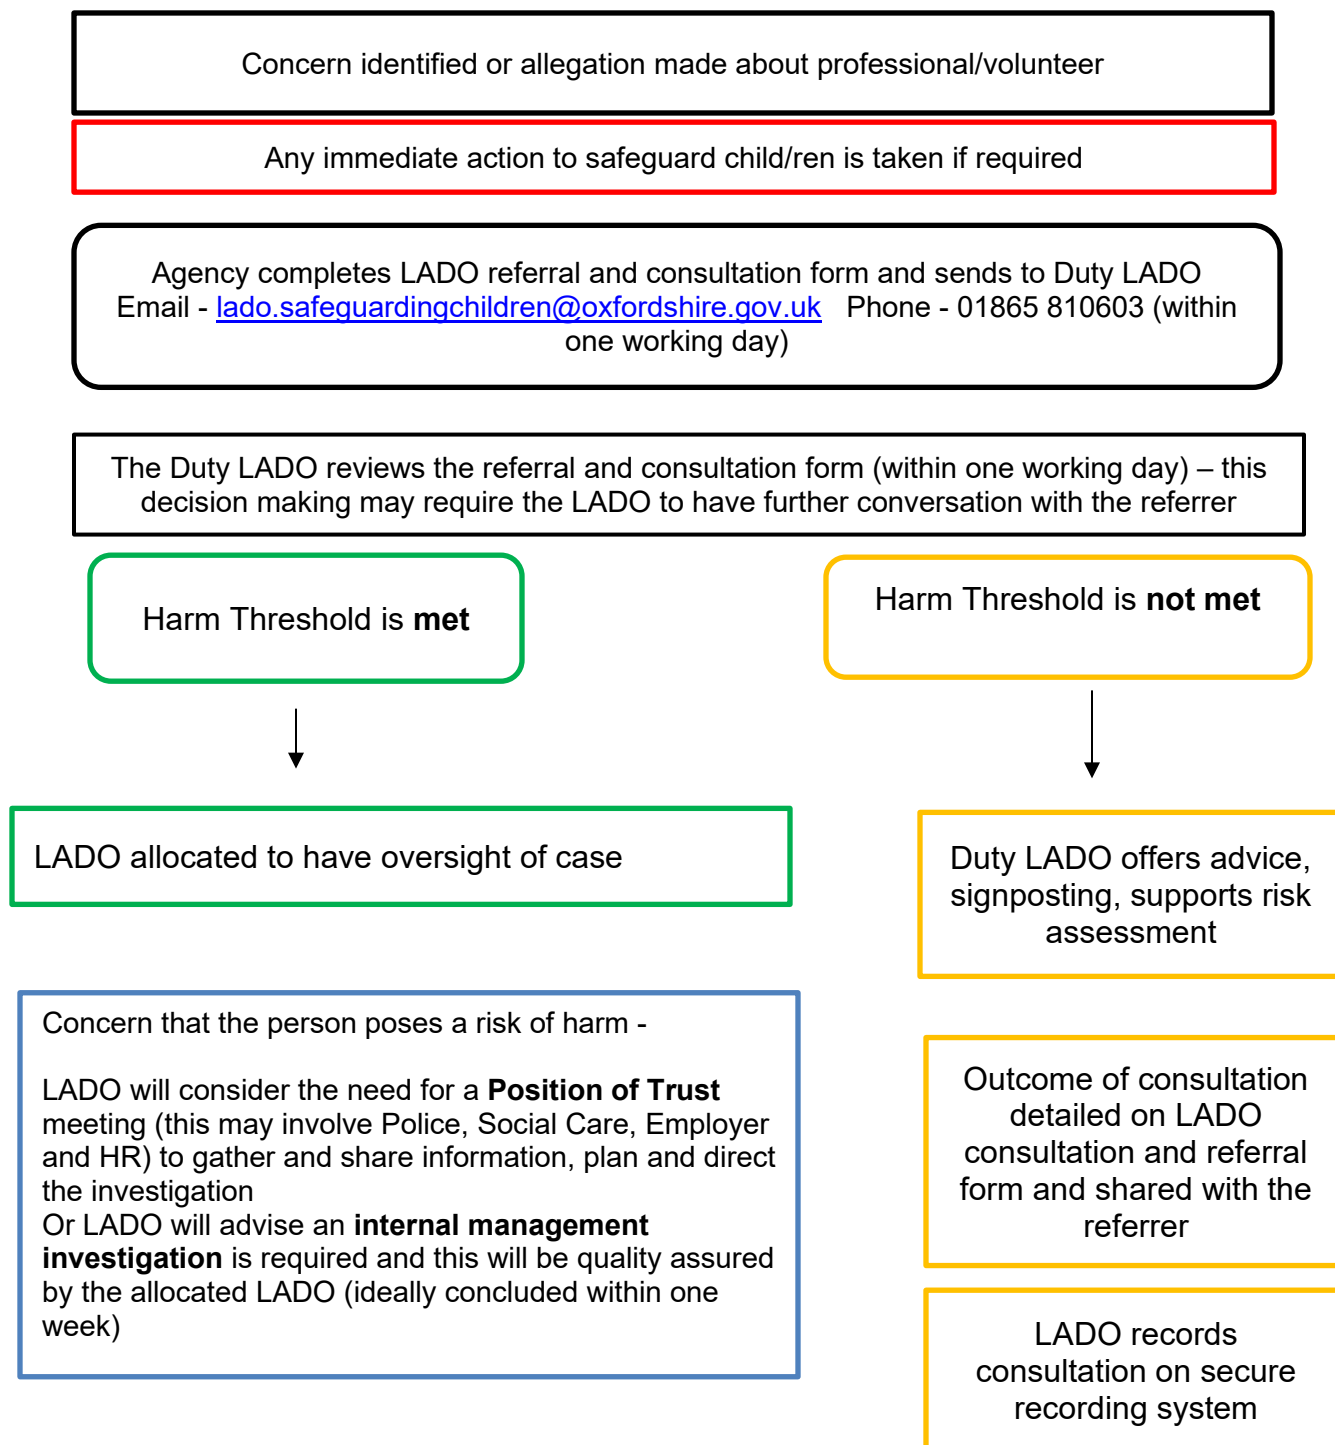 Concern identified or allegation made about professional/volunteer
Any immediate action to safeguard child/ren is taken if required
Agency completes LADO referral and consultation form and sends to Duty LADO
Email - lado.safeguardingchildren@oxfordshire.gov.uk   Phone - 01865 810603 (within
one working day)
The Duty LADO reviews the referral and consultation form (within one working day) – this
decision making may require the LADO to have further conversation with the referrer
Harm Threshold is met
Harm Threshold is not met
LADO allocated to have oversight of case
Duty LADO offers advice,
signposting, supports risk
assessment
Concern that the person poses a risk of harm -
LADO will consider the need for a Position of Trust
meeting (this may involve Police, Social Care, Employer
and HR) to gather and share information, plan and direct
the investigation
Or LADO will advise an internal management
investigation is required and this will be quality assured
by the allocated LADO (ideally concluded within one
week)
Outcome of consultation
detailed on LADO
consultation and referral
form and shared with the
referrer
LADO records
consultation on secure
recording system